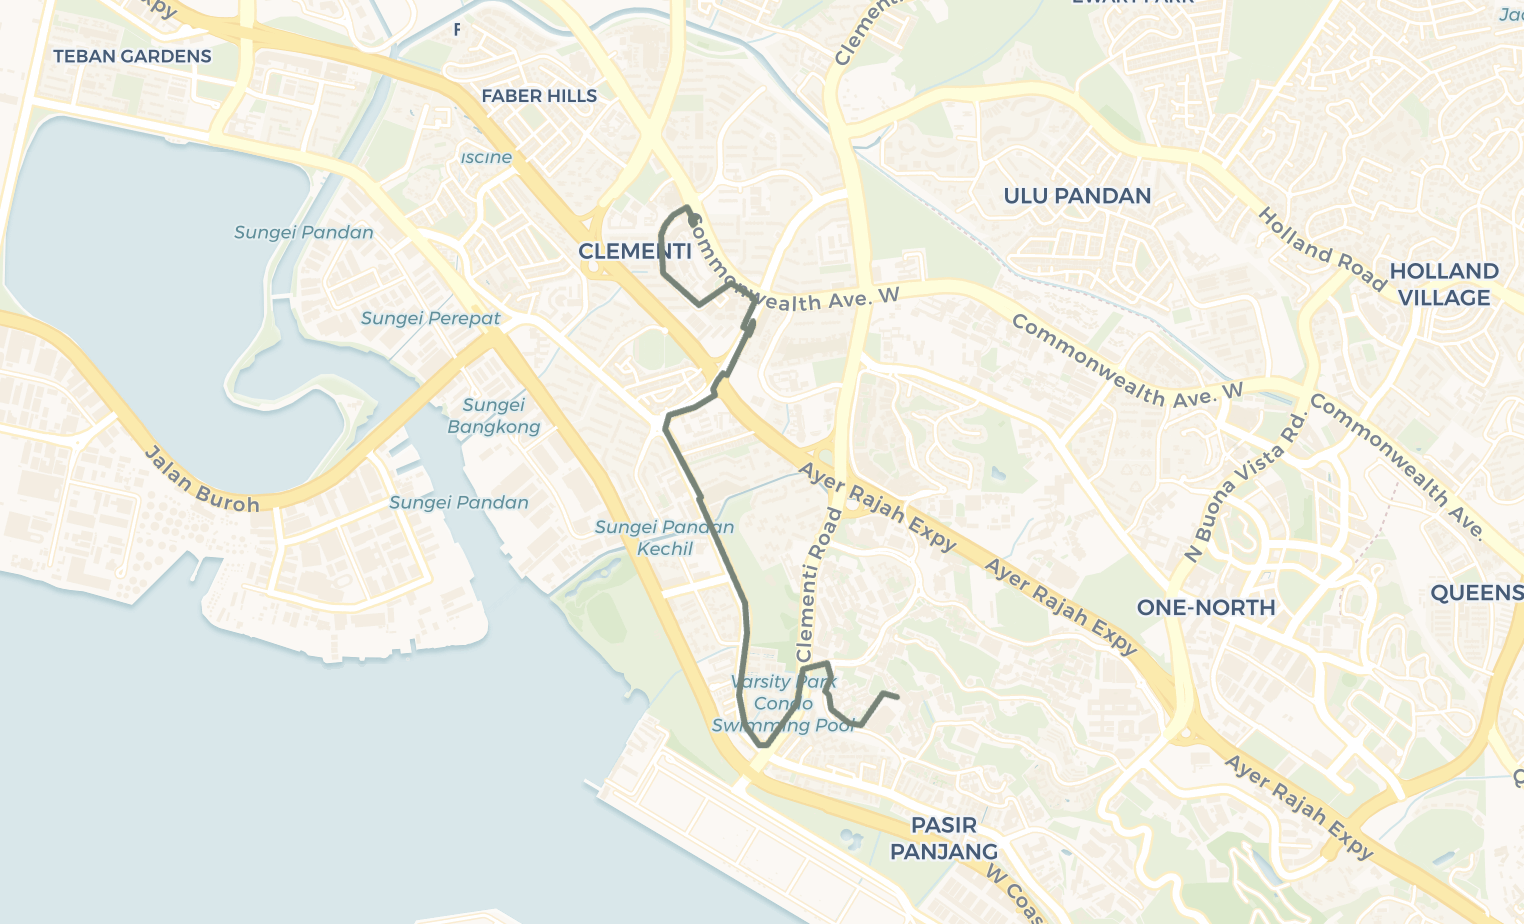 EWART PARK
xpy
F
Clementi
TEBAN GARDENS
FABER HILLS
iscine
ULU PANDAN
Sungei Pandan
CLEMENTI
Holland Road
HOLLAND
VILLAGE
Commonwealth Ave. W
Sungei Perepat
Commonwealth Ave. W
Sungei
Bangkong
Commonwealth Ave.
N Buona Vista Rd.
Jalan Buroh
Ayer Rajah Expy
Sungei Pandan
Sungei Pandan
Kechil
Clementi Road
Ayer Rajah Expy
QUEENS
ONE-NORTH
Varsity Park
Condo
Swimming Pool
Ayer Rajah Expy
PASIR
PANJANG
W Coas